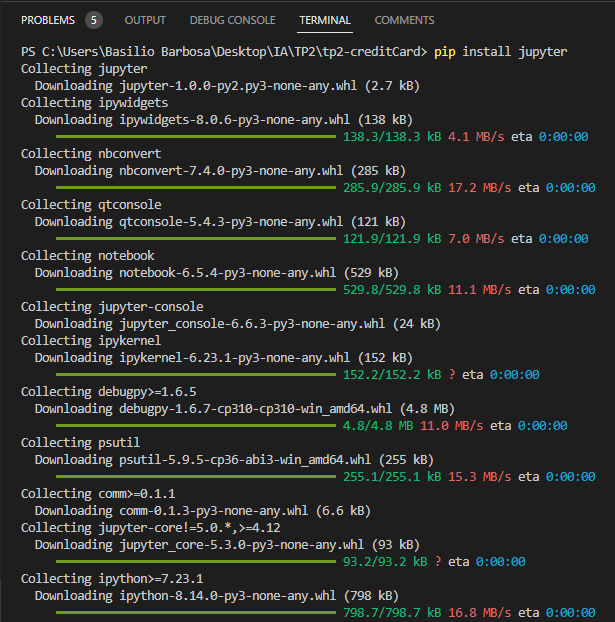 PROBLEMS 5 OUTPUT DEBUG CONSOLE TERMINAL COMMENTS
PS C:\Users\Basilio Barbosa\Desktop\IA\TP2\tp2-creditCard> pip install jupyter
Collecting jupyter
Downloading jupyter-1.0.0-py2.py3-none-any.whl (2.7 kB)
Collecting ipywidgets
Downloading ipywidgets-8.0.6-py3-none-any.whl (138 kB)
138.3/138.3 kB 4.1 MB/s eta 0:00:00
Collecting nbconvert
Downloading nbconvert-7.4.0-py3-none-any.whl (285 kB)
285.9/285.9 kB 17.2 MB/s eta 0:00:00
Collecting qtconsole
Downloading qtconsole-5.4.3-py3-none-any.whl (121 kB)
121.9/121.9 kB 7.0 MB/s eta 0:00:00
Collecting notebook
Downloading notebook-6.5.4-py3-none-any.whl (529 kB)
529.8/529.8 kB 11.1 MB/s eta 0:00:00
Collecting jupyter-console
Downloading jupyter_console-6.6.3-py3-none-any.whl (24 kB)
Collecting ipykernel
Downloading ipykernel-6.23.1-py3-none-any.whl (152 kB)
152.2/152.2 kB ? eta 0:00:00
Collecting debugpy>=1.6.5
Downloading debugpy-1.6.7-cp310-cp310-win_amd64.whl (4.8 MB)
4.8/4.8 MB 11.0 MB/s eta 0:00:00
Collecting psutil
Downloading psutil-5.9.5-cp36-abi3-win_amd64.whl (255 kB)
255.1/255.1 kB 15.3 MB/s eta 0:00:00
Collecting comm>=0.1.1
Downloading comm-0.1.3-py3-none-any.whl (6.6 kB)
Collecting jupyter-core!=5.0.*,>=4.12
Downloading jupyter_core-5.3.0-py3-none-any.whl (93 kB)
93.2/93.2 kB ? eta 0:00:00
Collecting ipython>=7.23.1
Downloading ipython-8.14.0-py3-none-any.whl (798 kB)
798.7/798.7 kB 16.8 MB/s eta 0:00:00